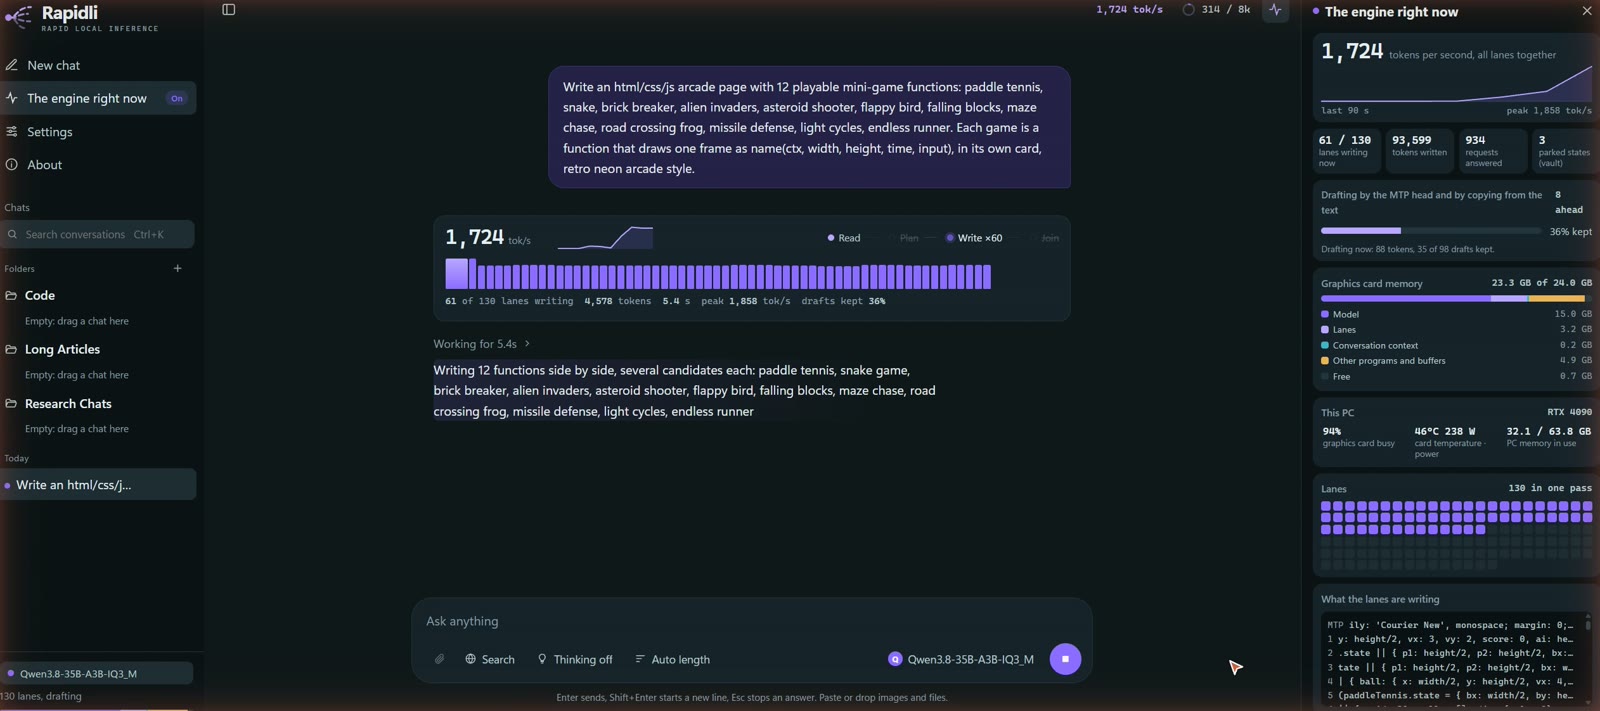 Rapidli
RAPID LOCAL INFERENCE
New chat
The engine right now On
Settings
About
Chats
Search conversations Ctrl+K
Folders +
Code
Empty: drag a chat here
Long Articles
Empty: drag a chat here
Research Chats
Empty: drag a chat here
Today
Write an html/css/j...
Qwen3.8-35B-A3B-IQ3_M
130 lanes, drafting
1,724 tok/s 314 / 8k
Write an html/css/js arcade page with 12 playable mini-game functions: paddle tennis,
snake, brick breaker, alien invaders, asteroid shooter, flappy bird, falling blocks, maze
chase, road crossing frog, missile defense, light cycles, endless runner. Each game is a
function that draws one frame as name(ctx, width, height, time, input), in its own card,
retro neon arcade style.
1,724 tok/s
Read Plan Write ×60 Join
61 of 130 lanes writing 4,578 tokens 5.4 s peak 1,858 tok/s drafts kept 36%
Working for 5.4s
Writing 12 functions side by side, several candidates each: paddle tennis, snake game,
brick breaker, alien invaders, asteroid shooter, flappy bird, falling blocks, maze chase, road
crossing frog, missile defense, light cycles, endless runner
Ask anything
Search Thinking off Auto length Q Qwen3.8-35B-A3B-IQ3_M
Enter sends, Shift+Enter starts a new line, Esc stops an answer. Paste or drop images and files.
The engine right now
1,724 tokens per second, all lanes together
last 90 s peak 1,858 tok/s
61 / 130 93,599 934 3
lanes writing tokens written requests parked states
now answered (vault)
Drafting by the MTP head and by copying from the 8
text ahead
36% kept
Drafting now: 88 tokens, 35 of 98 drafts kept.
Graphics card memory 23.3 GB of 24.0 GB
Model 15.0 GB
Lanes 3.2 GB
Conversation context 0.2 GB
Other programs and buffers 4.9 GB
Free 0.7 GB
This PC RTX 4090
94% 46°C 238 W 32.1 / 63.8 GB
graphics card busy card temperature · PC memory in use
power
Lanes 130 in one pass
What the lanes are writing
MTP ily: 'Courier New', monospace; margin: 0;…
1 y: height/2, vx: 3, vy: 2, score: 0, ai: he…
2 .state || { p1: height/2, p2: height/2, bx:…
3 tate || { p1: height/2, p2: height/2, bx: w…
4 | { ball: { x: width/2, y: height/2, vx: 4,…
5 (paddleTennis.state = { bx: width/2, by: he…